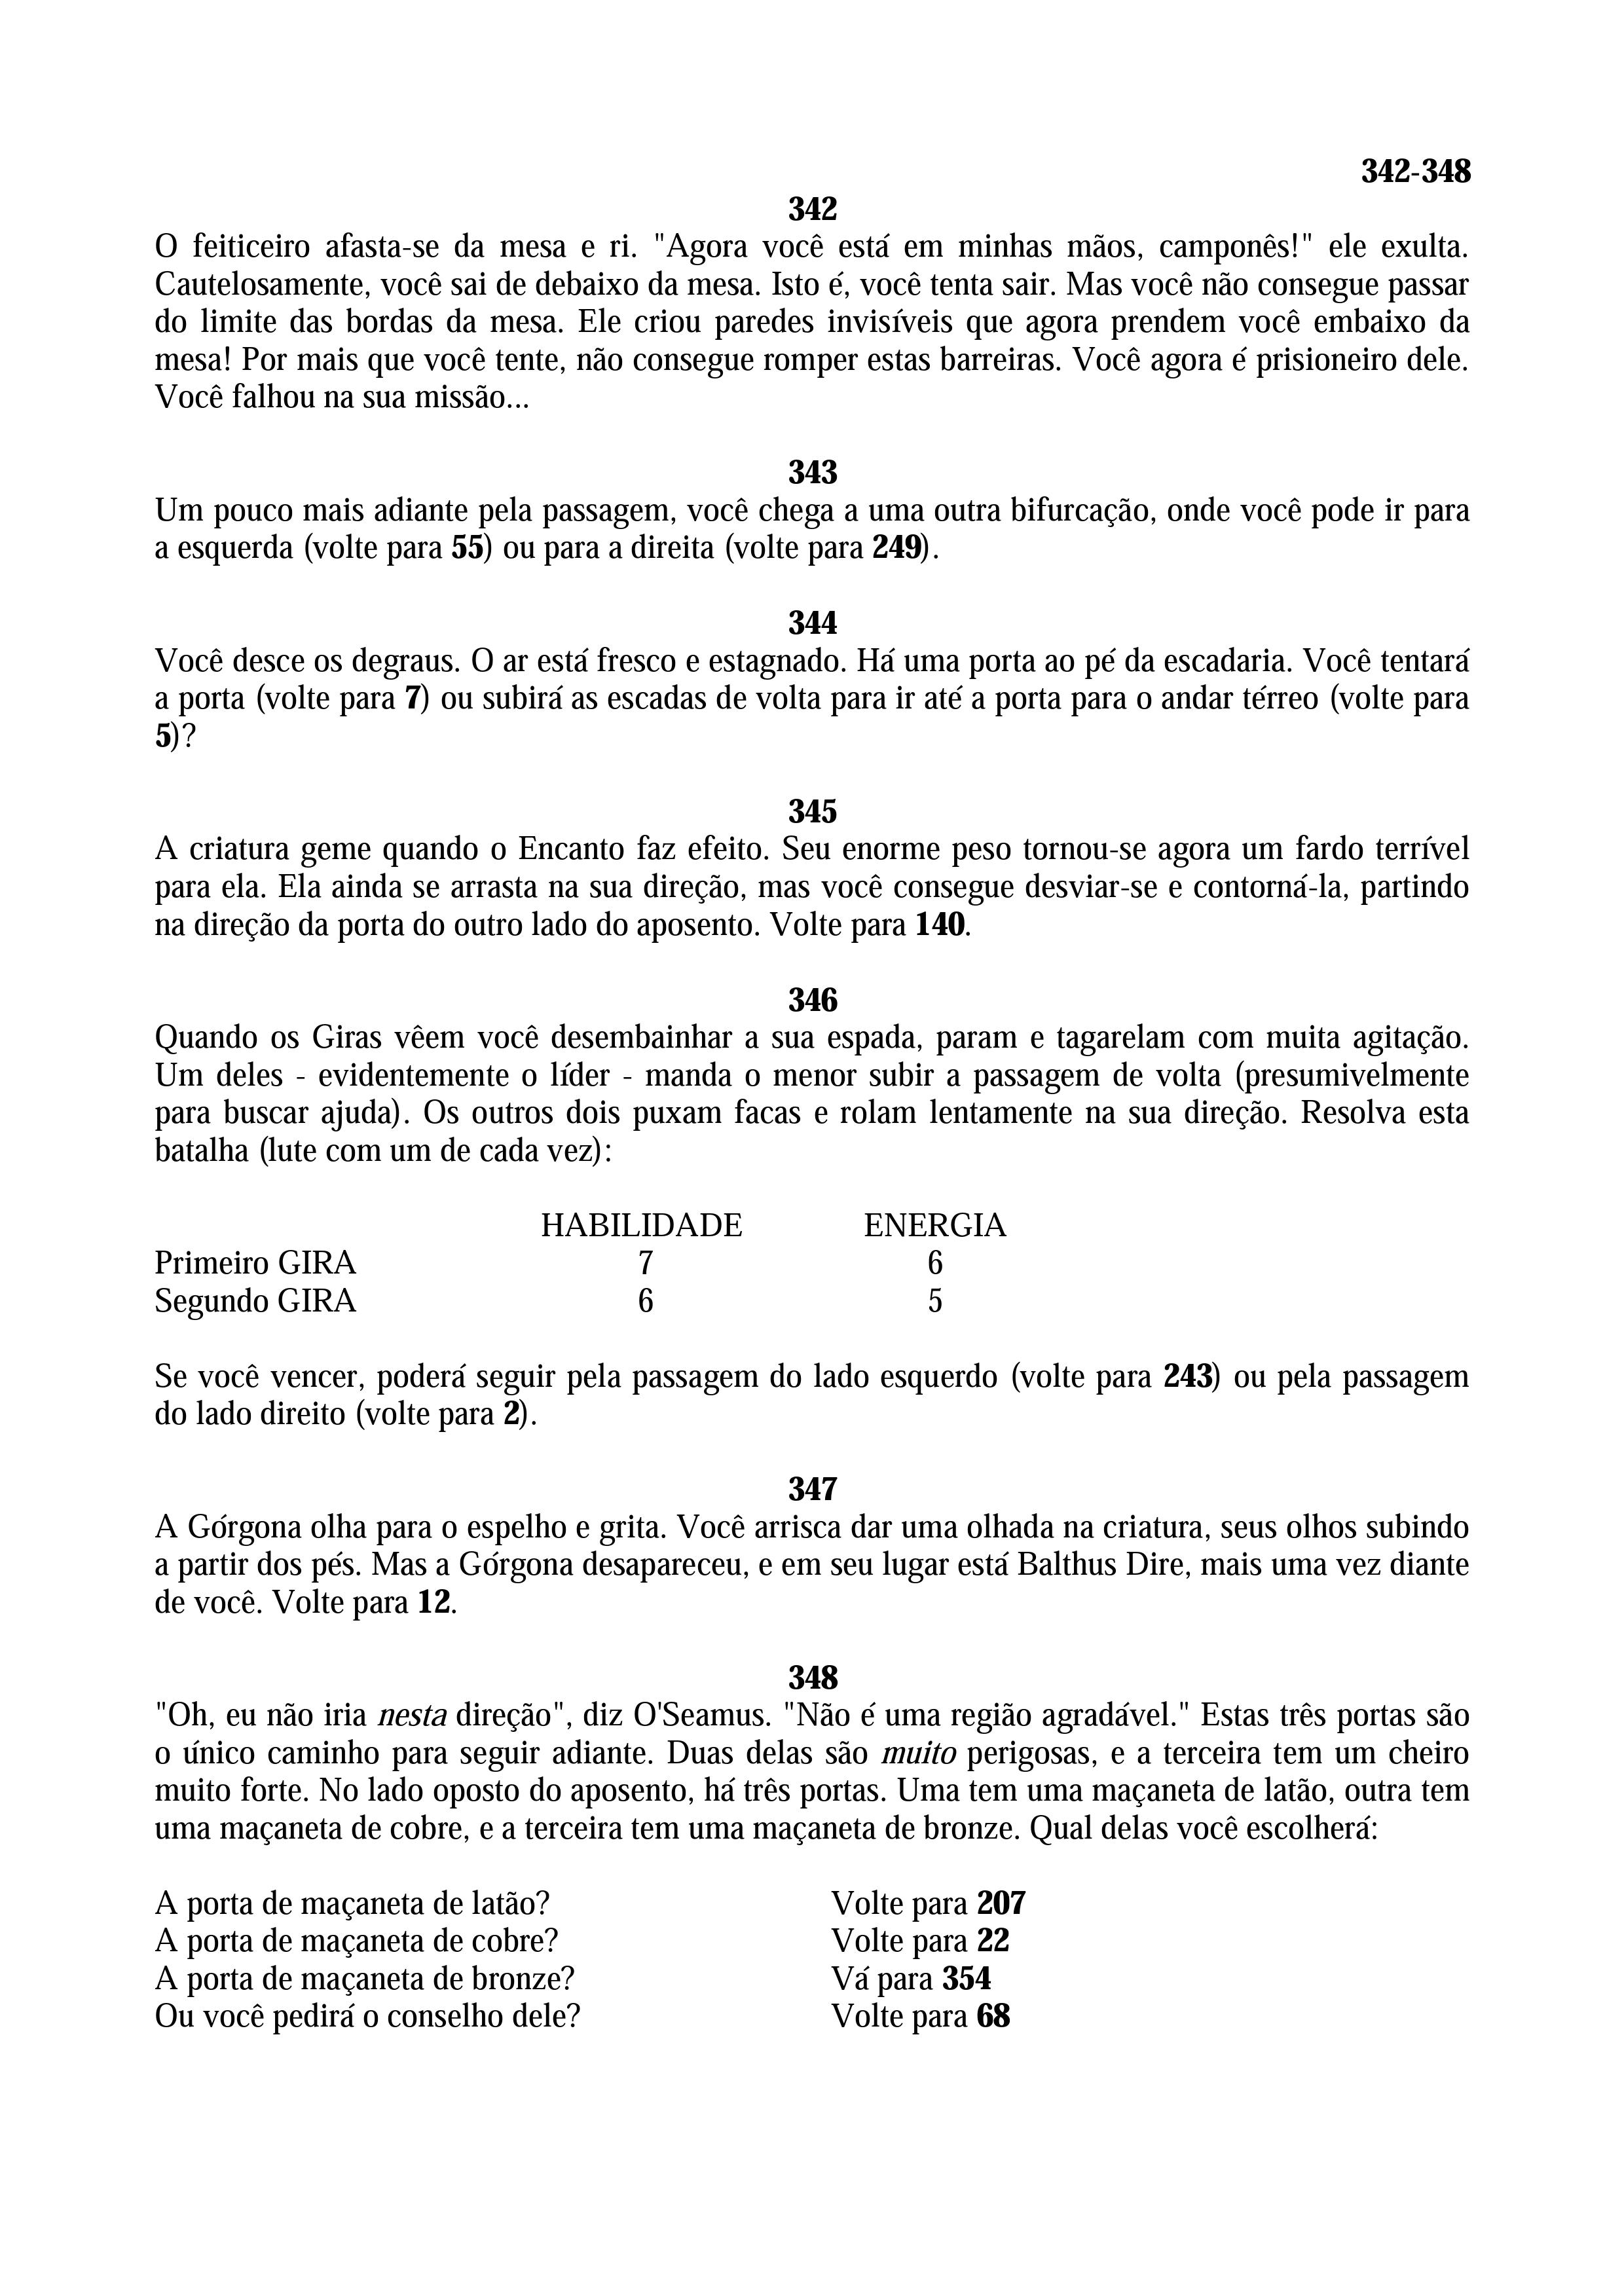 342-348
342
O feiticeiro afasta-se da mesa e ri. "Agora você está em minhas mãos, camponês!" ele exulta.
Cautelosamente, você sai de debaixo da mesa. Isto é, você tenta sair. Mas você não consegue passar
do limite das bordas da mesa. Ele criou paredes invisíveis que agora prendem você embaixo da
mesa! Por mais que você tente, não consegue romper estas barreiras. Você agora é prisioneiro dele.
Você falhou na sua missão...
343
Um pouco mais adiante pela passagem, você chega a uma outra bifurcação, onde você pode ir para
a esquerda (volte para 55) ou para a direita (volte para 249).
344
Você desce os degraus. O ar está fresco e estagnado. Há uma porta ao pé da escadaria. Você tentará
a porta (volte para 7) ou subirá as escadas de volta para ir até a porta para o andar térreo (volte para
5)?
345
A criatura geme quando o Encanto faz efeito. Seu enorme peso tornou-se agora um fardo terrível
para ela. Ela ainda se arrasta na sua direção, mas você consegue desviar-se e contorná-la, partindo
na direção da porta do outro lado do aposento. Volte para 140.
346
Quando os Giras vêem você desembainhar a sua espada, param e tagarelam com muita agitação.
Um deles - evidentemente o líder - manda o menor subir a passagem de volta (presumivelmente
para buscar ajuda). Os outros dois puxam facas e rolam lentamente na sua direção. Resolva esta
batalha (lute com um de cada vez):
HABILIDADE ENERGIA
Primeiro GIRA 7 6
Segundo GIRA 6 5
Se você vencer, poderá seguir pela passagem do lado esquerdo (volte para 243) ou pela passagem
do lado direito (volte para 2).
347
A Górgona olha para o espelho e grita. Você arrisca dar uma olhada na criatura, seus olhos subindo
a partir dos pés. Mas a Górgona desapareceu, e em seu lugar está Balthus Dire, mais uma vez diante
de você. Volte para 12.
348
"Oh, eu não iria nesta direção", diz O'Seamus. "Não é uma região agradável." Estas três portas são
o único caminho para seguir adiante. Duas delas são muito perigosas, e a terceira tem um cheiro
muito forte. No lado oposto do aposento, há três portas. Uma tem uma maçaneta de latão, outra tem
uma maçaneta de cobre, e a terceira tem uma maçaneta de bronze. Qual delas você escolherá:
A porta de maçaneta de latão? Volte para 207
A porta de maçaneta de cobre? Volte para 22
A porta de maçaneta de bronze? Vá para 354
Ou você pedirá o conselho dele? Volte para 68